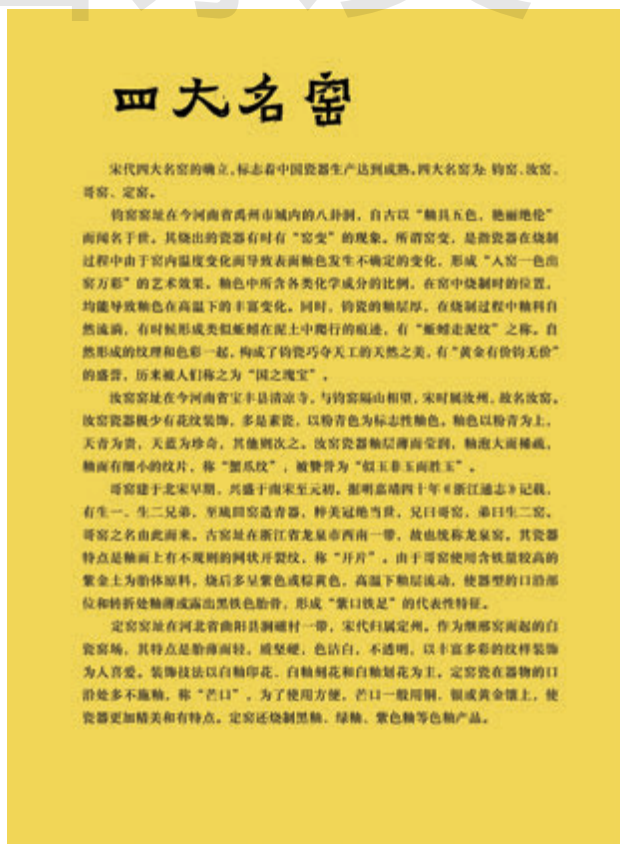 四大名窑
宋代四大名窑的确立，标志着中国瓷器生产达到成熟。四大名窑为：钧窑、汝窑、
哥窑、定窑。
钧窑窑址在今河南省禹州市城内的八卦洞，自古以“釉具五色，艳丽绝伦”
而闻名于世。其烧出的瓷器有时有“窑变”的现象。所谓窑变，是指瓷器在烧制
过程中由于窑内温度变化而导致表面釉色发生不确定的变化，形成“入窑一色出
窑万彩”的艺术效果。釉色中所含各类化学成分的比例，在窑中烧制时的位置，
均能导致釉色在高温下的丰富变化。同时，钧瓷的釉层厚，在烧制过程中釉料自
然流淌，有时候形成类似蚯蚓在泥土中爬行的痕迹，有“蚯蚓走泥纹”之称。自
然形成的纹理和色彩一起，构成了钧瓷巧夺天工的天然之美，有“黄金有价钧无价”
的盛誉，历来被人们称之为“国之瑰宝”。
汝窑窑址在今河南省宝丰县清凉寺，与钧窑隔山相望，宋时属汝州，故名汝窑。
汝窑瓷器极少有花纹装饰，多是素瓷，以粉青色为标志性釉色。釉色以粉青为上，
天青为贵，天蓝为珍奇，其他则次之。汝窑瓷器釉层薄而莹润，釉泡大而稀疏，
釉面有细小的纹片，称“蟹爪纹”，被赞誉为“似玉非玉而胜玉”。
哥窑建于北宋早期，兴盛于南宋至元初。据明嘉靖四十年《浙江通志》记载，
有生一、生二兄弟，至琉田窑造青器，粹美冠绝当世，兄曰哥窑，弟曰生二窑。
哥窑之名由此而来。古窑址在浙江省龙泉市西南一带，故也统称龙泉窑。其瓷器
特点是釉面上有不规则的网状开裂纹，称“开片”。由于哥窑使用含铁量较高的
紫金土为胎体原料，烧后多呈紫色或棕黄色，高温下釉层流动，使器型的口沿部
位和转折处釉薄或露出黑铁色胎骨，形成“紫口铁足”的代表性特征。
定窑窑址在河北省曲阳县涧磁村一带，宋代归属定州。作为继邢窑而起的白
瓷窑场，其特点是胎薄而轻，质坚硬，色洁白，不透明，以丰富多彩的纹样装饰
为人喜爱。装饰技法以白釉印花、白釉刻花和白釉划花为主。定窑瓷在器物的口
沿处多不施釉，称“芒口”，为了使用方便，芒口一般用铜、银或黄金镶上，使
瓷器更加精美和有特点。定窑还烧制黑釉、绿釉、紫色釉等色釉产品。